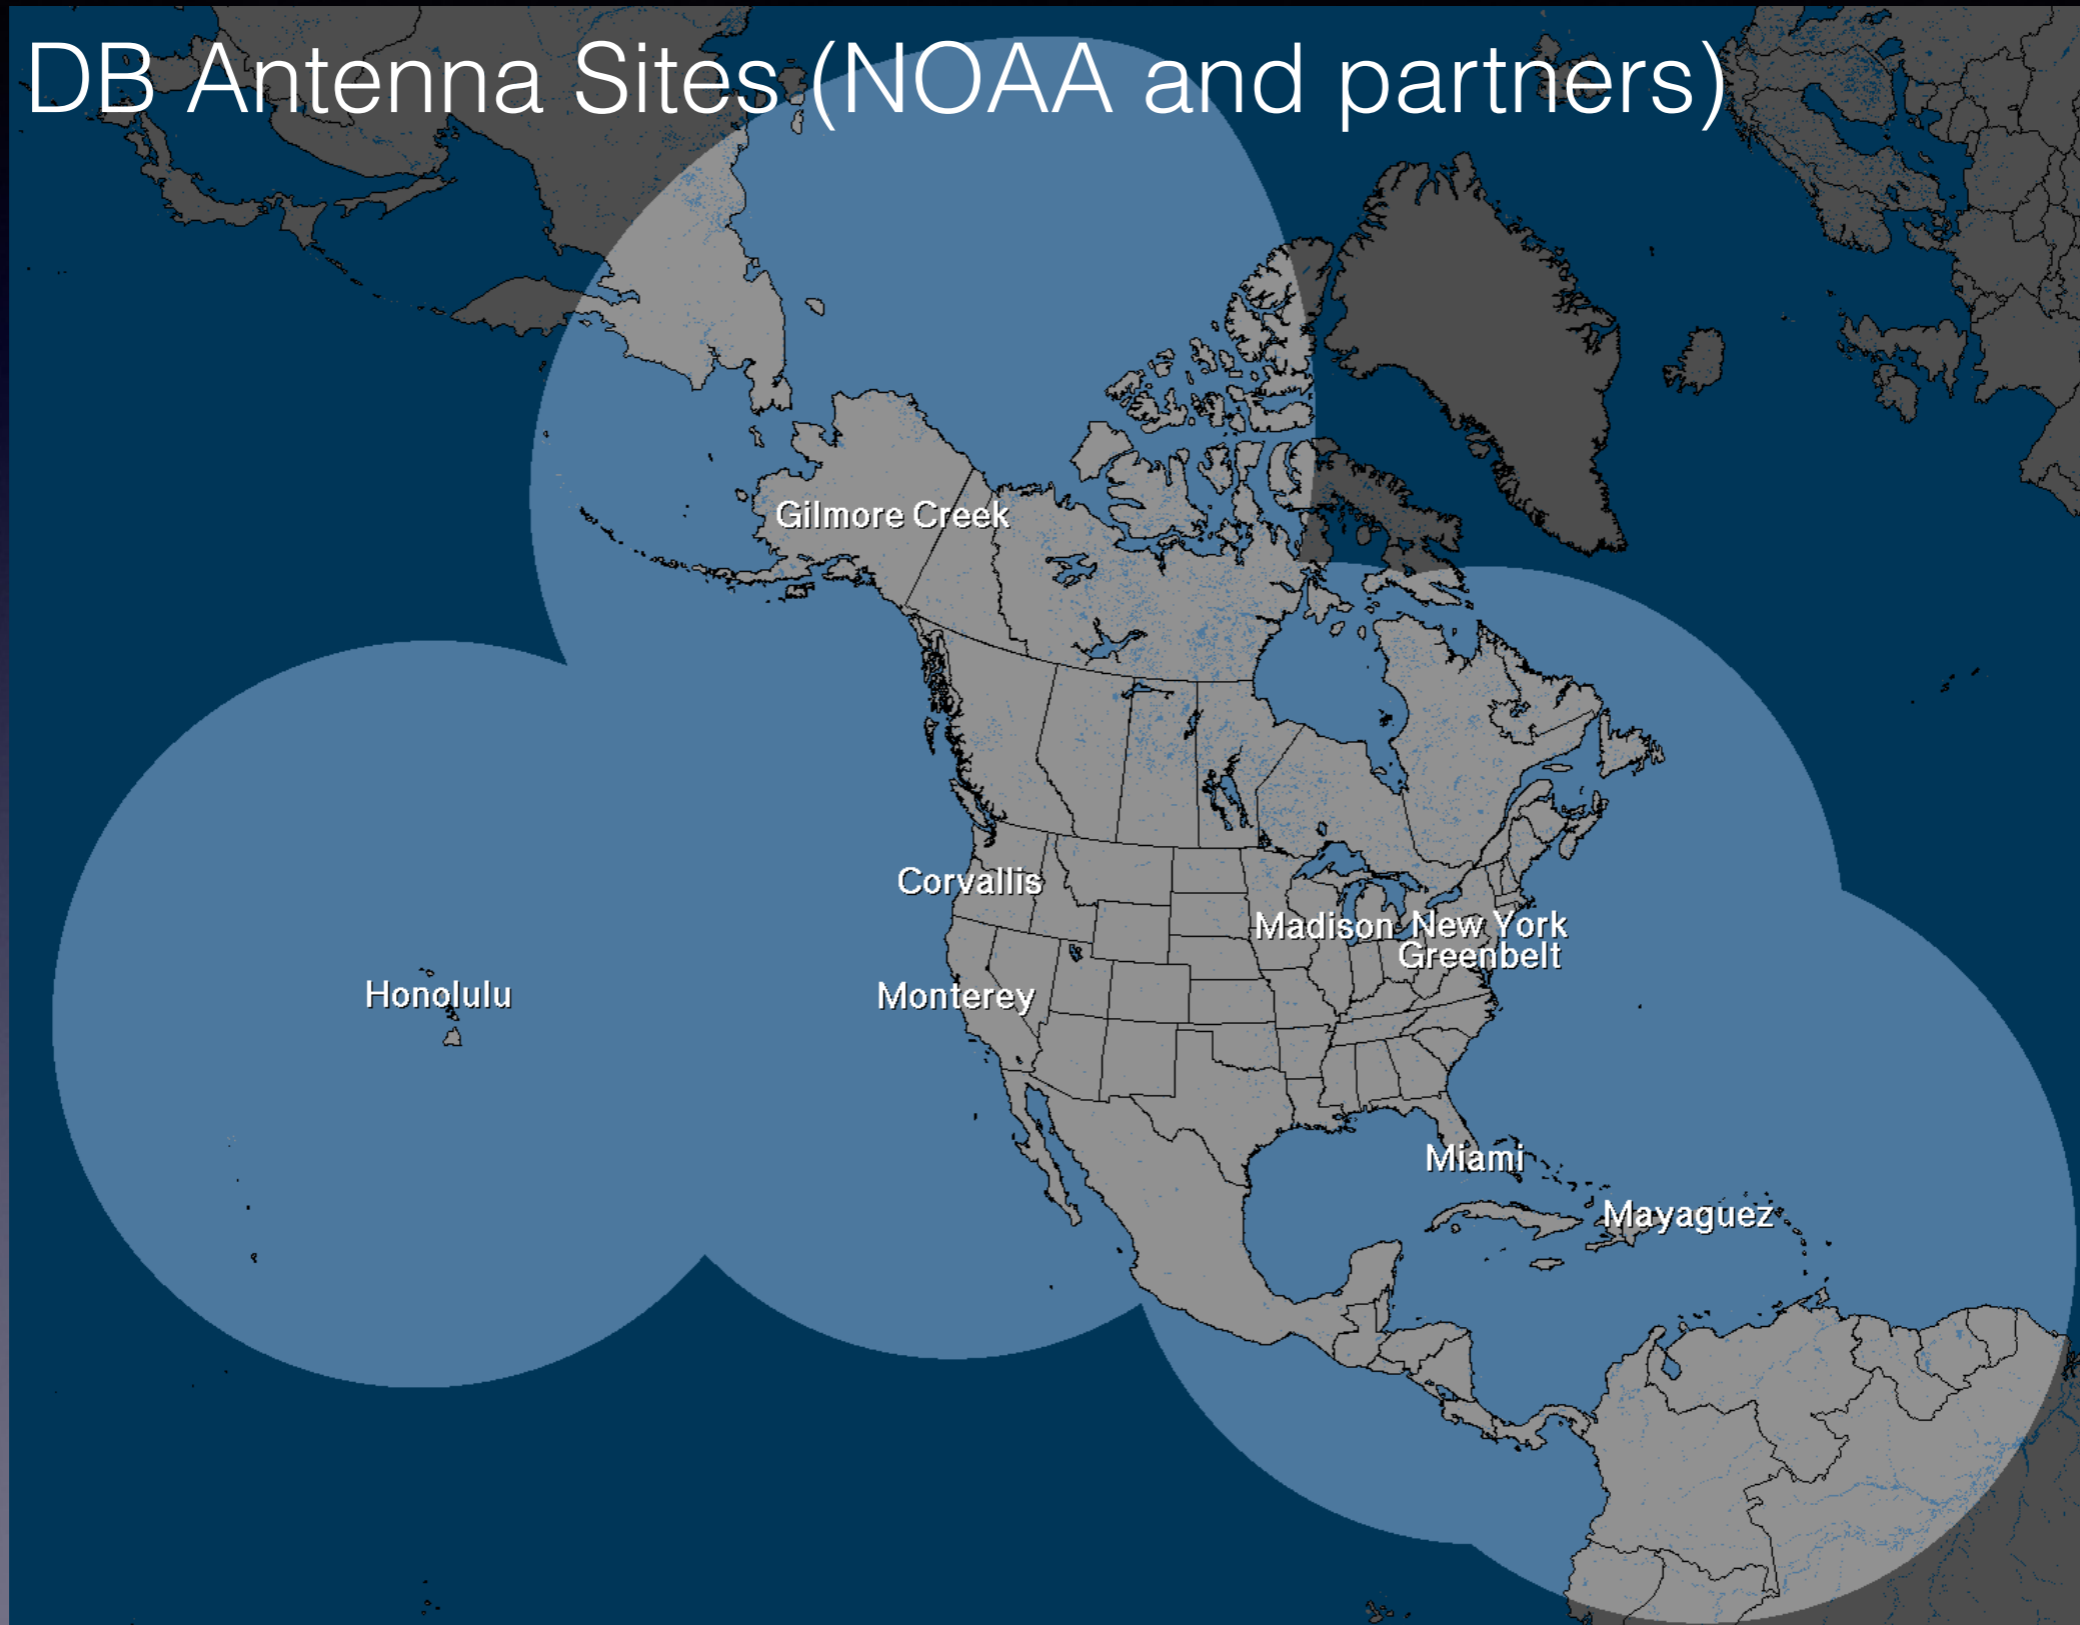 DB Antenna Sites (NOAA and partners)
Gilmore Creek
Corvallis
Madison New York
Greenbelt
Honolulu
Monterey
Miami
Mayaguez